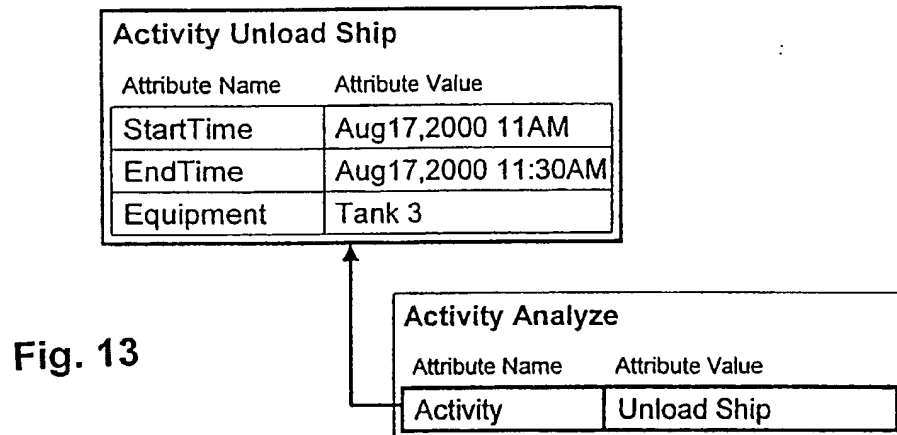 Activity Unload Ship
Attribute Name Attribute Value
StartTime Aug17,2000 11AM
EndTime Aug17,2000 11:30AM
Equipment Tank 3
Fig. 13
Activity Analyze
Attribute Name Attribute Value
Activity Unload Ship